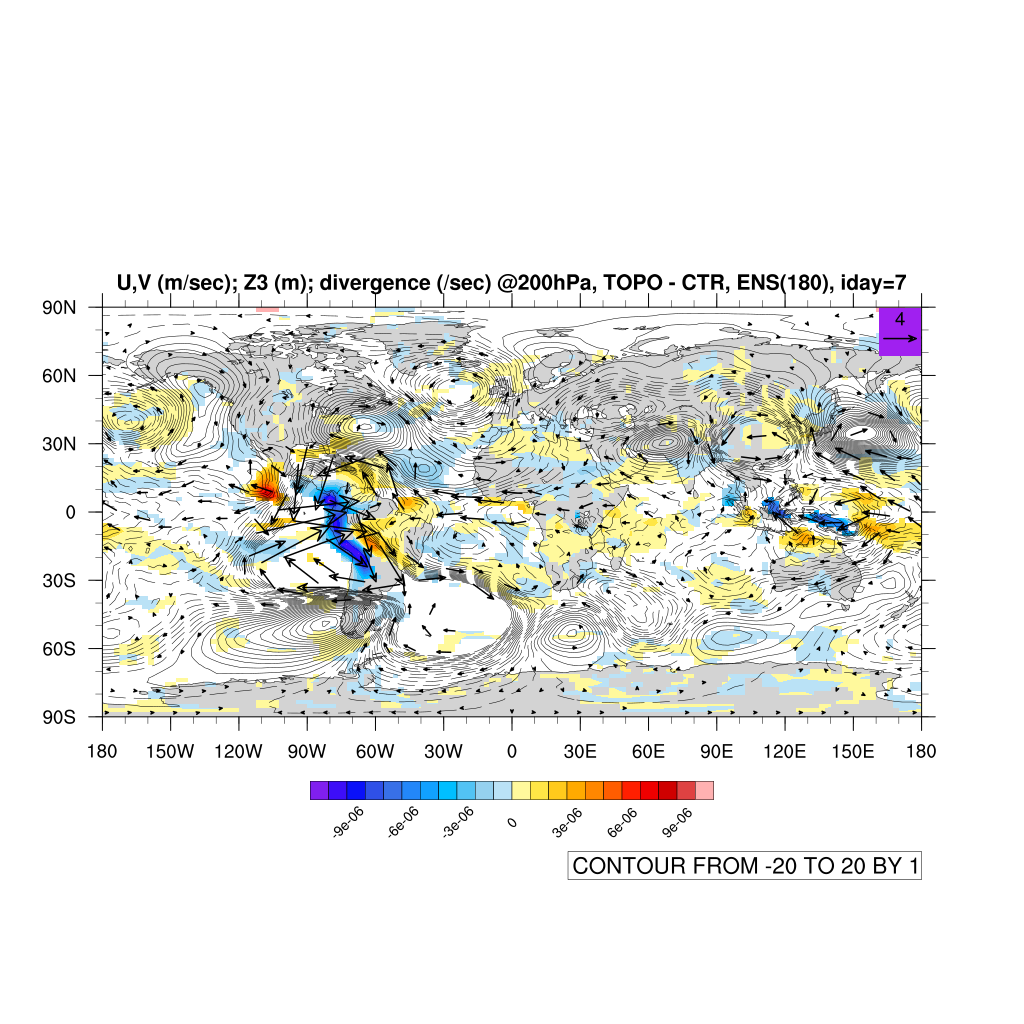 U,V (m/sec); Z3 (m); divergence (/sec) @200hPa, TOPO - CTR, ENS(180), iday=7
4
90N
60N
30N
0
30S
60S
90S
180 150W 120W 90W 60W 30W 0 30E 60E 90E 120E 150E 180
-9e-06 -6e-06 -3e-06 0 3e-06 6e-06 9e-06
CONTOUR FROM -20 TO 20 BY 1